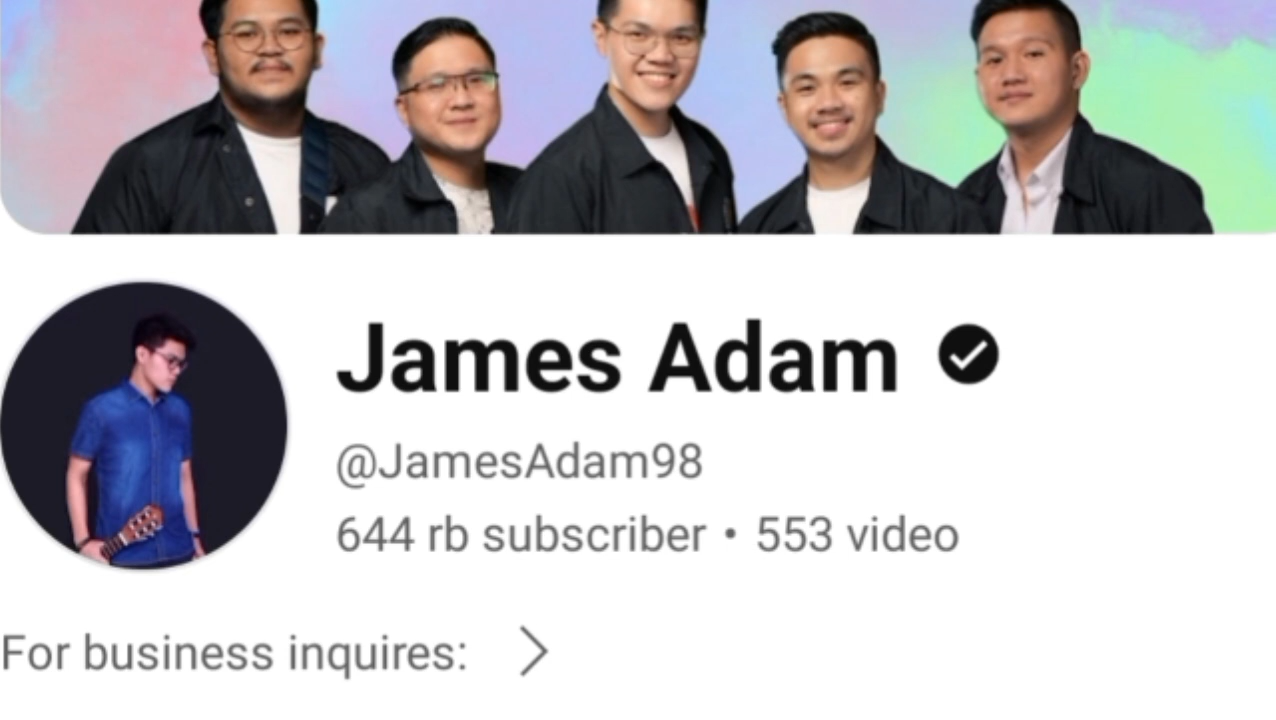 James Adam
@JamesAdam98
644 rb subscriber • 553 video
For business inquires: